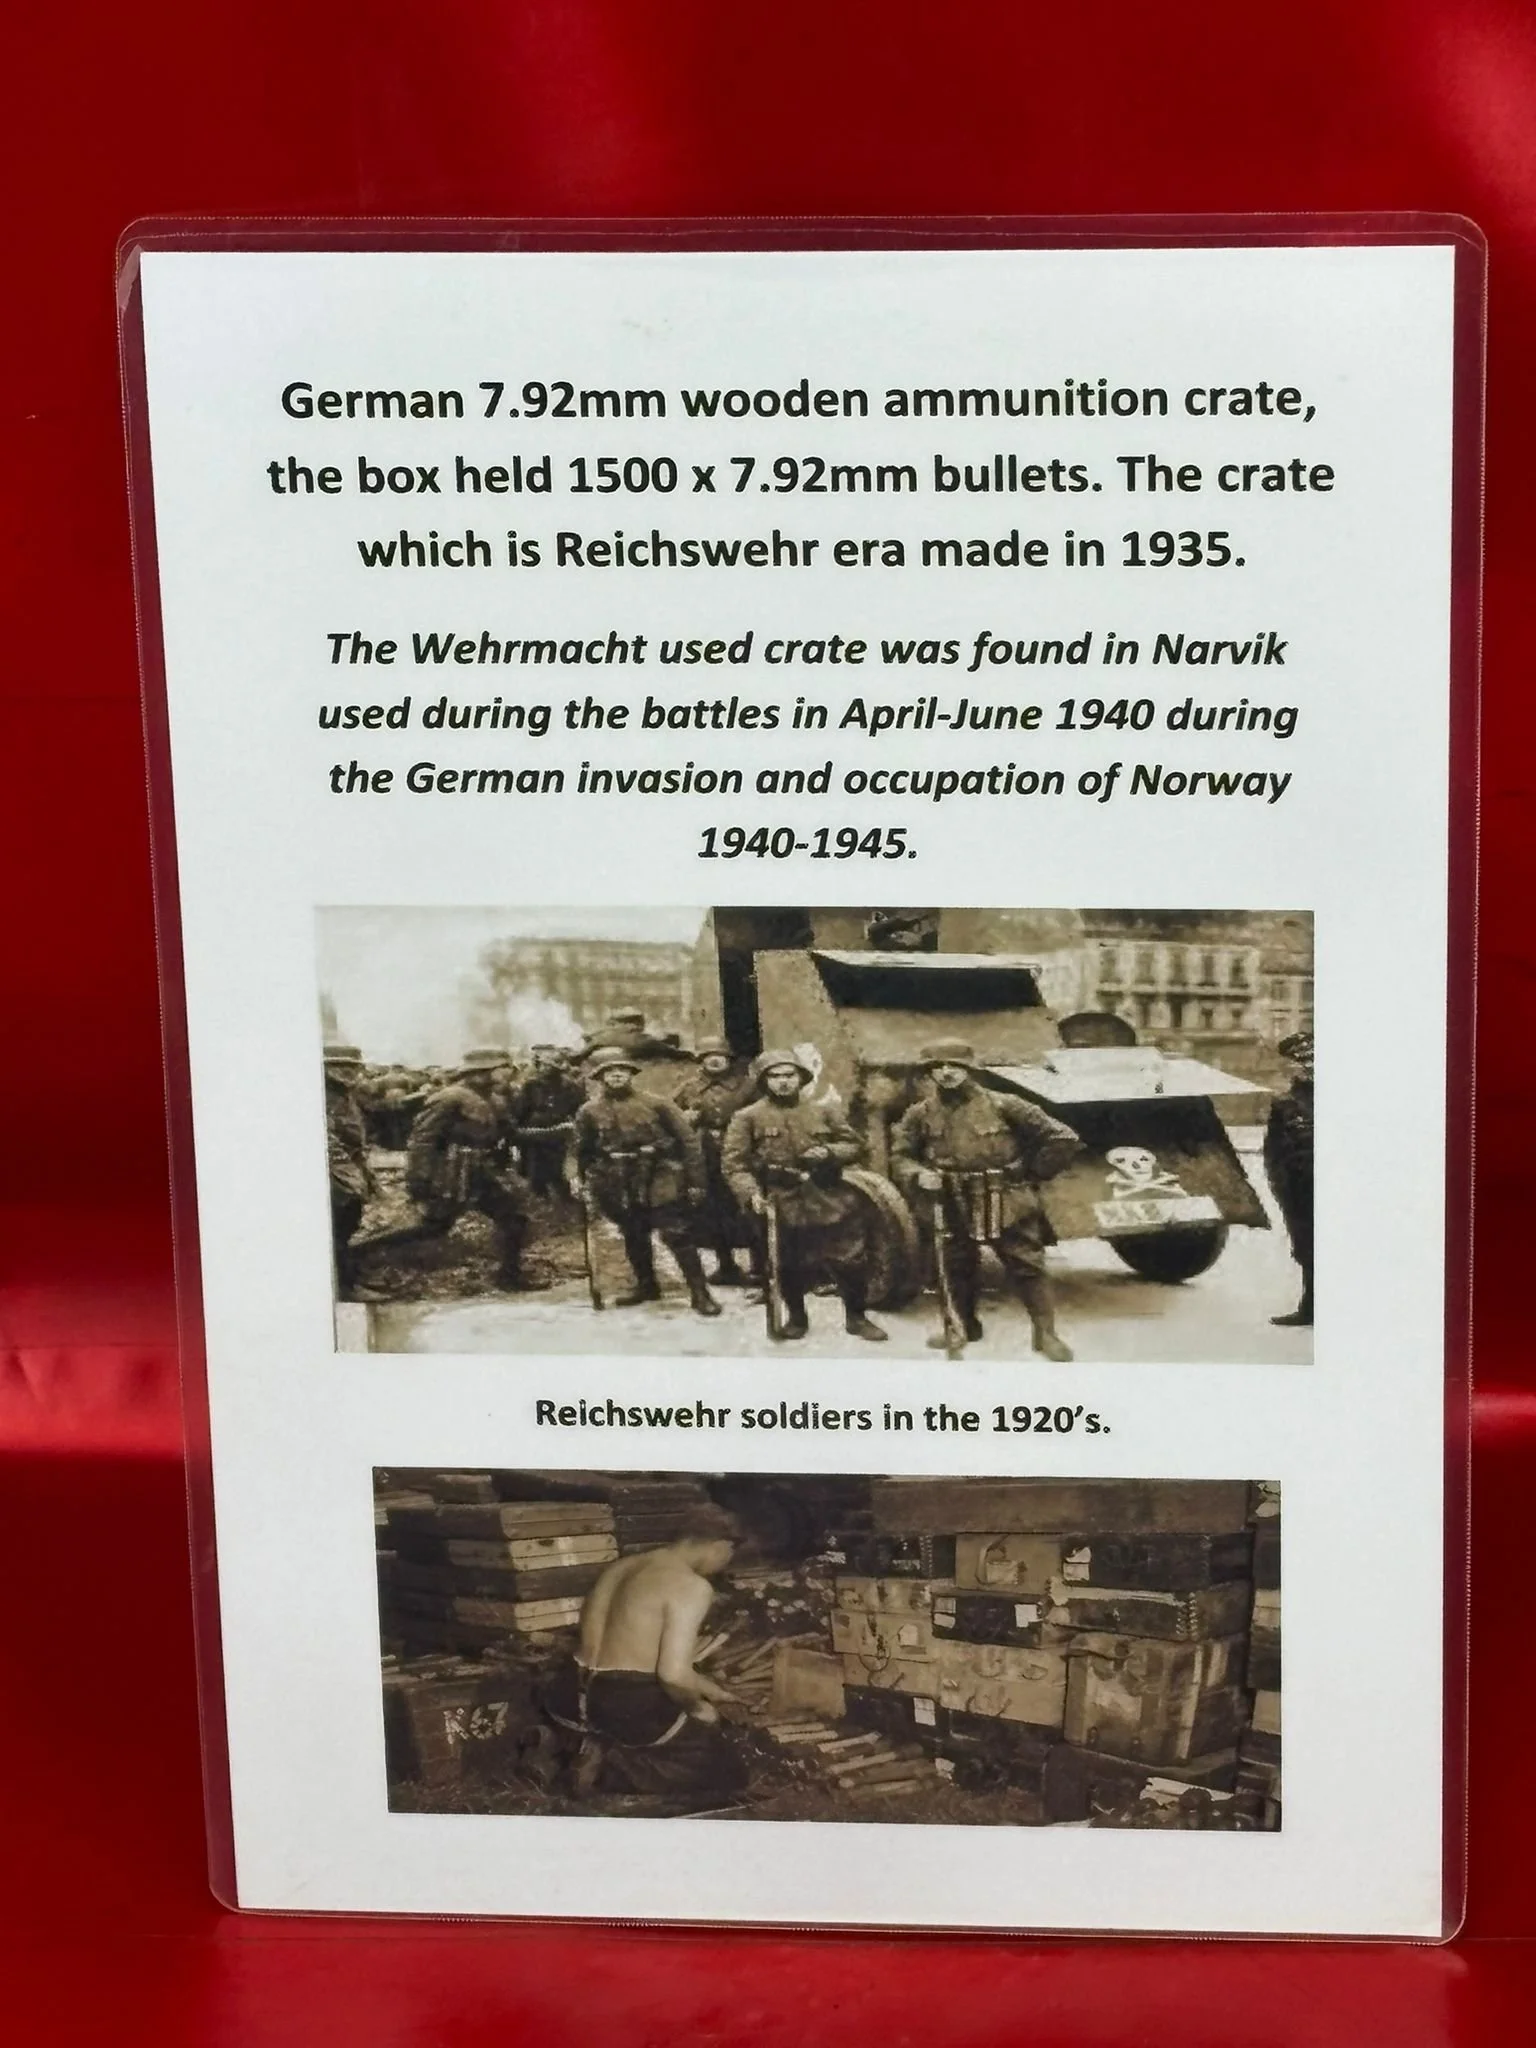 German 7.92mm wooden ammunition crate,
the box held 1500 x 7.92mm bullets. The crate
which is Reichswehr era made in 1935.
The Wehrmacht used crate was found in Narvik
used during the battles in April-June 1940 during
the German invasion and occupation of Norway
1940-1945.
Reichswehr soldiers in the 1920's.
K67